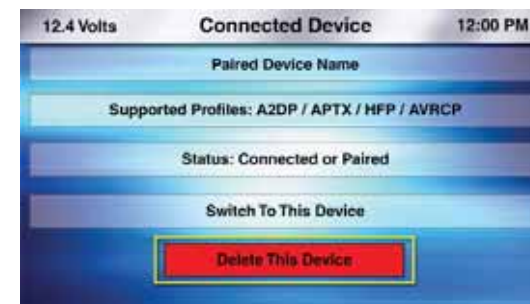 12.4 Volts Connected Device 12:00 PM
Paired Device Name
Supported Profiles: A2DP / APTX / HFP / AVRCP
Status: Connected or Paired
Switch To This Device
Delete This Device